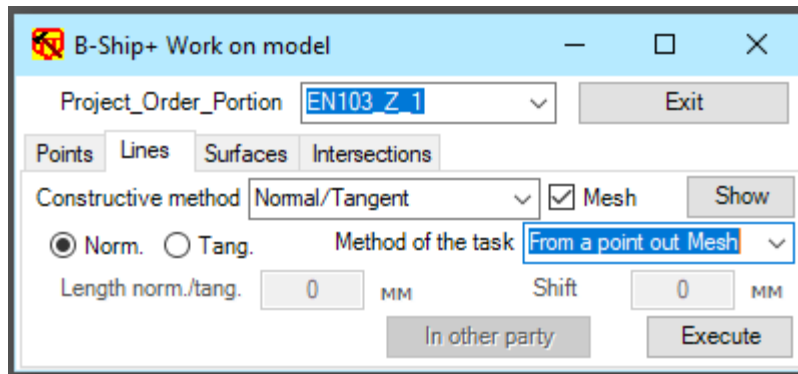 B-Ship+ Work on model
Project_Order_Portion EN103_Z_1 Exit
Points Lines Surfaces Intersections
Constructive method Normal/Tangent Mesh Show
Norm. Tang. Method of the task From a point out Mesh
Length norm./tang. 0 мм Shift 0 мм
In other party Execute